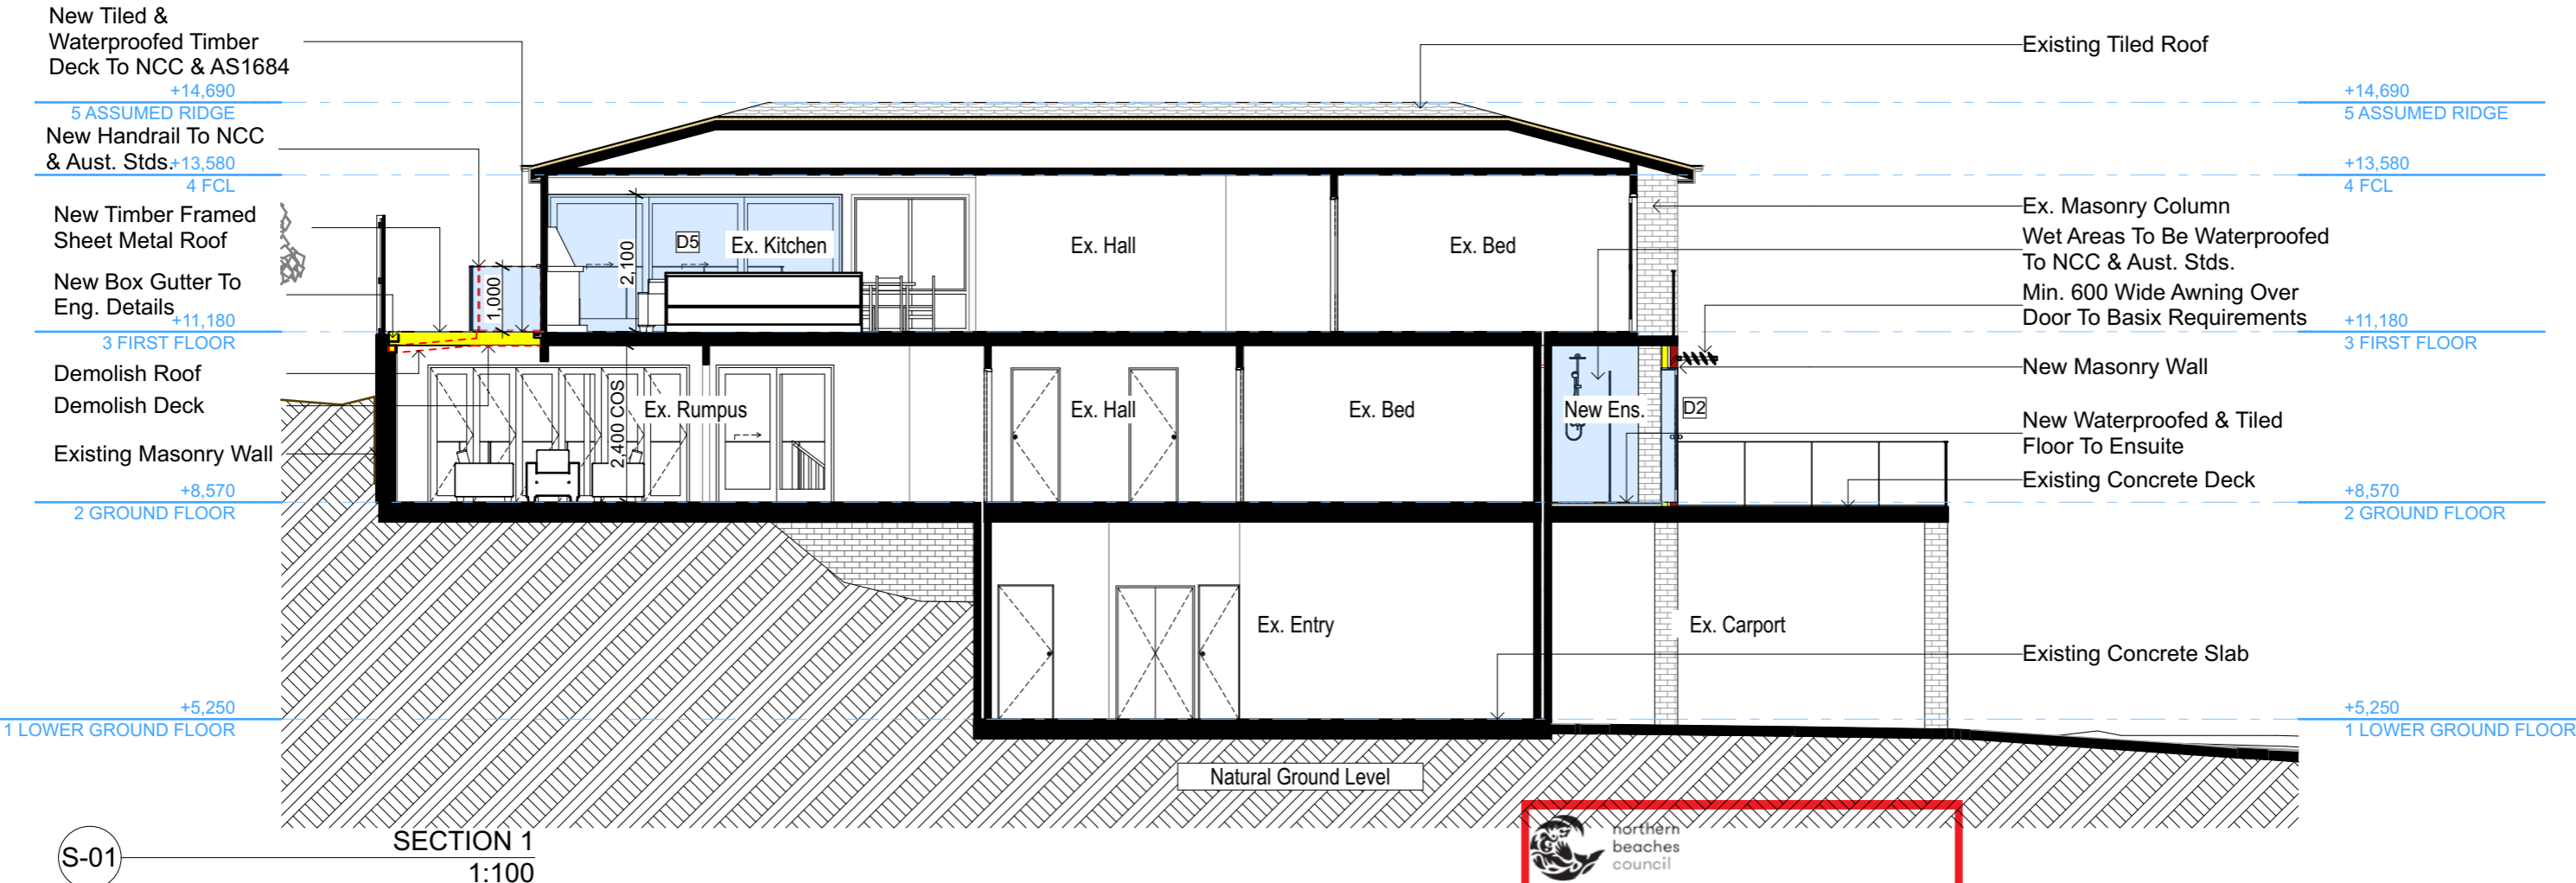 New Tiled &
Waterproofed Timber
Deck To NCC & AS1684
+14,690
5 ASSUMED RIDGE
New Handrail To NCC
& Aust. Stds.
+13,580
4 FCL
New Timber Framed
Sheet Metal Roof
New Box Gutter To
Eng. Details
+11,180
3 FIRST FLOOR
Demolish Roof
Demolish Deck
Existing Masonry Wall
+8,570
2 GROUND FLOOR
+5,250
1 LOWER GROUND FLOOR
1,000
2,100
D5
Ex. Kitchen
Ex. Hall
Ex. Bed
2,400 COS
Ex. Rumpus
Ex. Hall
Ex. Bed
New Ens.
D2
Ex. Entry
Ex. Carport
Natural Ground Level
Existing Tiled Roof
+14,690
5 ASSUMED RIDGE
+13,580
4 FCL
Ex. Masonry Column
Wet Areas To Be Waterproofed
To NCC & Aust. Stds.
Min. 600 Wide Awning Over
Door To Basix Requirements
+11,180
3 FIRST FLOOR
New Masonry Wall
New Waterproofed & Tiled
Floor To Ensuite
Existing Concrete Deck
+8,570
2 GROUND FLOOR
Existing Concrete Slab
+5,250
1 LOWER GROUND FLOOR
S-01
SECTION 1
1:100
northern
beaches
council